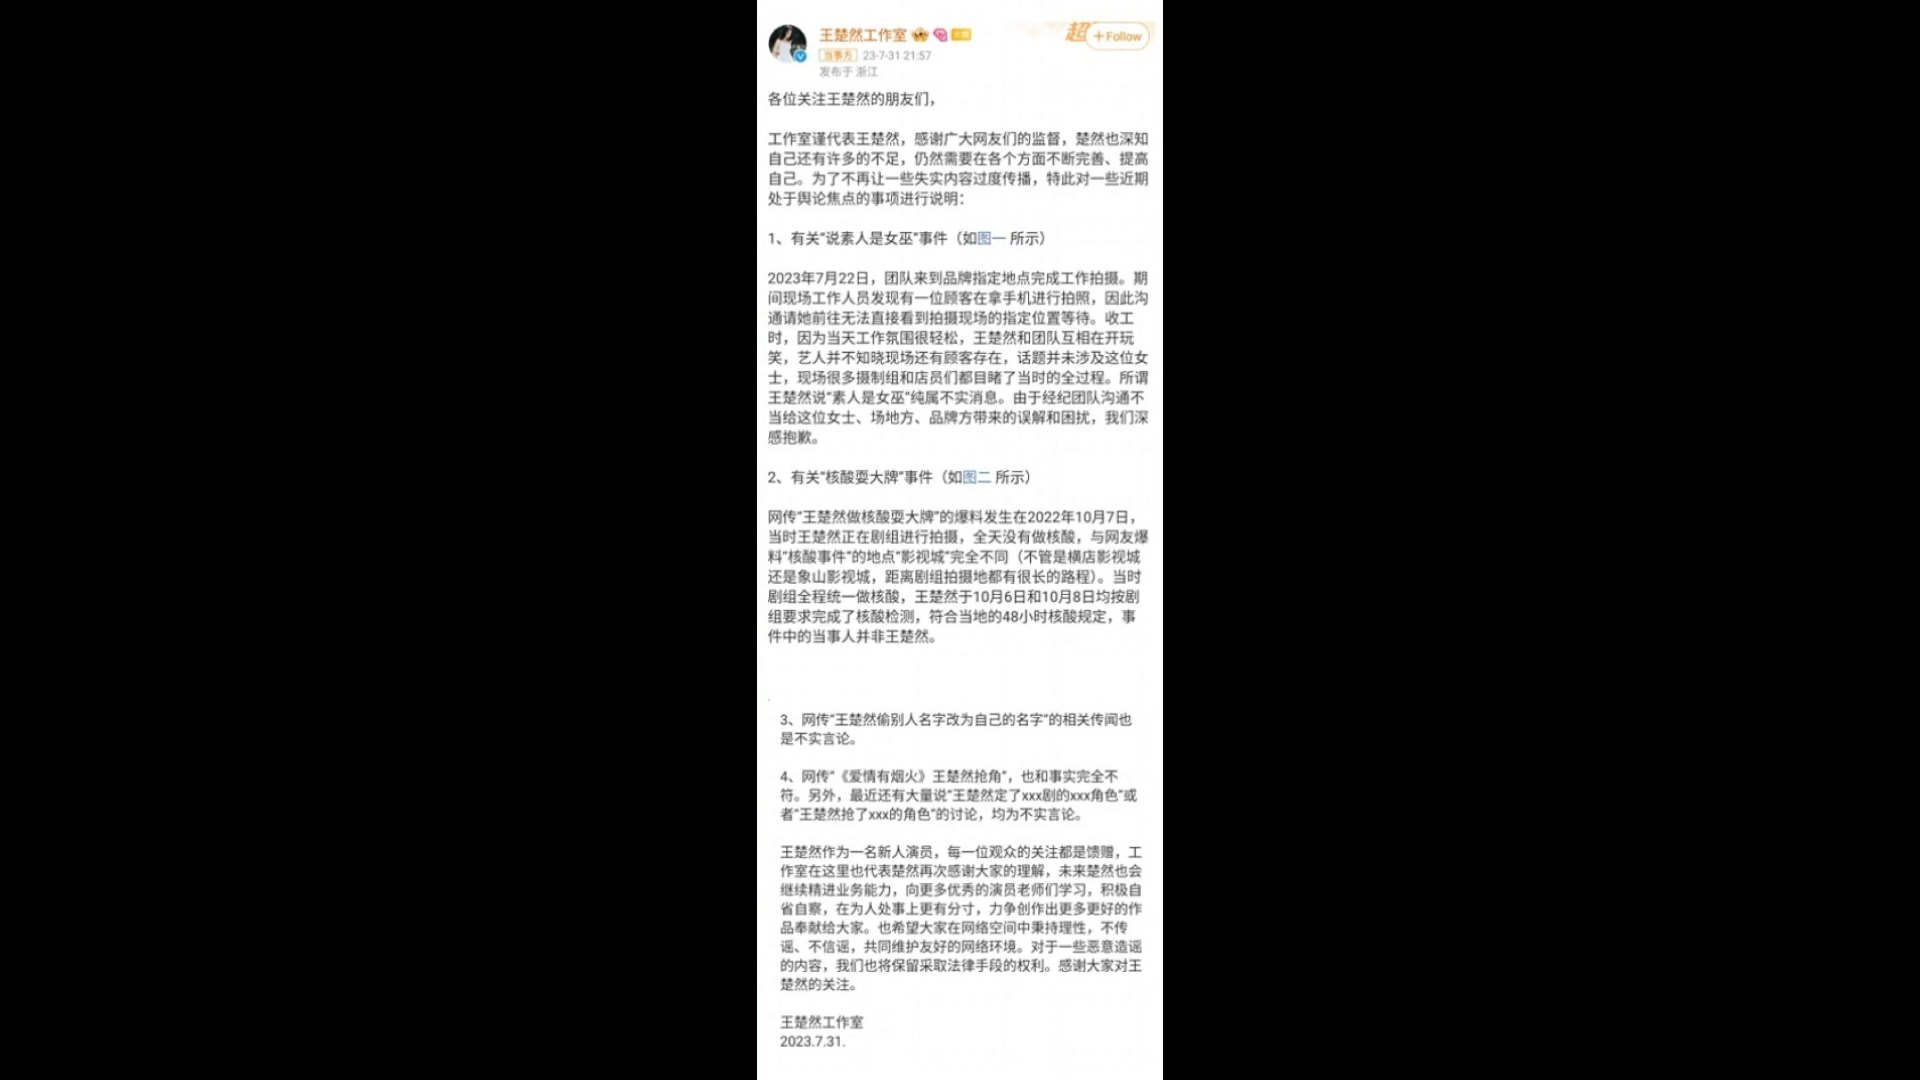 王楚然工作室
超
+Follow
当事方 23-7-31 21:57
发布于 浙江
各位关注王楚然的朋友们，
工作室谨代表王楚然，感谢广大网友们的监督，楚然也深知
自己还有许多的不足，仍然需要在各个方面不断完善、提高
自己。为了不再让一些失实内容过度传播，特此对一些近期
处于舆论焦点的事项进行说明：
1、有关“说素人是女巫”事件（如图一 所示）
2023年7月22日，团队来到品牌指定地点完成工作拍摄。期
间现场工作人员发现有一位顾客在拿手机进行拍照，因此沟
通请她前往无法直接看到拍摄现场的指定位置等待。收工
时，因为当天工作氛围很轻松，王楚然和团队互相在开玩
笑，艺人并不知晓现场还有顾客存在，话题并未涉及这位女
士，现场很多摄制组和店员们都目睹了当时的全过程。所谓
王楚然说“素人是女巫”纯属不实消息。由于经纪团队沟通不
当给这位女士、场地方、品牌方带来的误解和困扰，我们深
感抱歉。
2、有关“核酸耍大牌”事件（如图二 所示）
网传“王楚然做核酸耍大牌”的爆料发生在2022年10月7日，
当时王楚然正在剧组进行拍摄，全天没有做核酸，与网友爆
料“核酸事件”的地点“影视城”完全不同（不管是横店影视城
还是象山影视城，距离剧组拍摄地都有很长的路程）。当时
剧组全程统一做核酸，王楚然于10月6日和10月8日均按剧
组要求完成了核酸检测，符合当地的48小时核酸规定，事
件中的当事人并非王楚然。
3、网传“王楚然偷别人名字改为自己的名字”的相关传闻也
是不实言论。
4、网传“《爱情有烟火》王楚然抢角”，也和事实完全不
符。另外，最近还有大量说“王楚然定了xxx剧的xxx角色”或
者“王楚然抢了xxx的角色”的讨论，均为不实言论。
王楚然作为一名新人演员，每一位观众的关注都是馈赠，工
作室在这里也代表楚然再次感谢大家的理解，未来楚然也会
继续精进业务能力，向更多优秀的演员老师们学习，积极自
省自察，在为人处事上更有分寸，力争创作出更多更好的作
品奉献给大家。也希望大家在网络空间中秉持理性，不传
谣、不信谣，共同维护友好的网络环境。对于一些恶意造谣
的内容，我们也将保留采取法律手段的权利。感谢大家对王
楚然的关注。
王楚然工作室
2023.7.31.